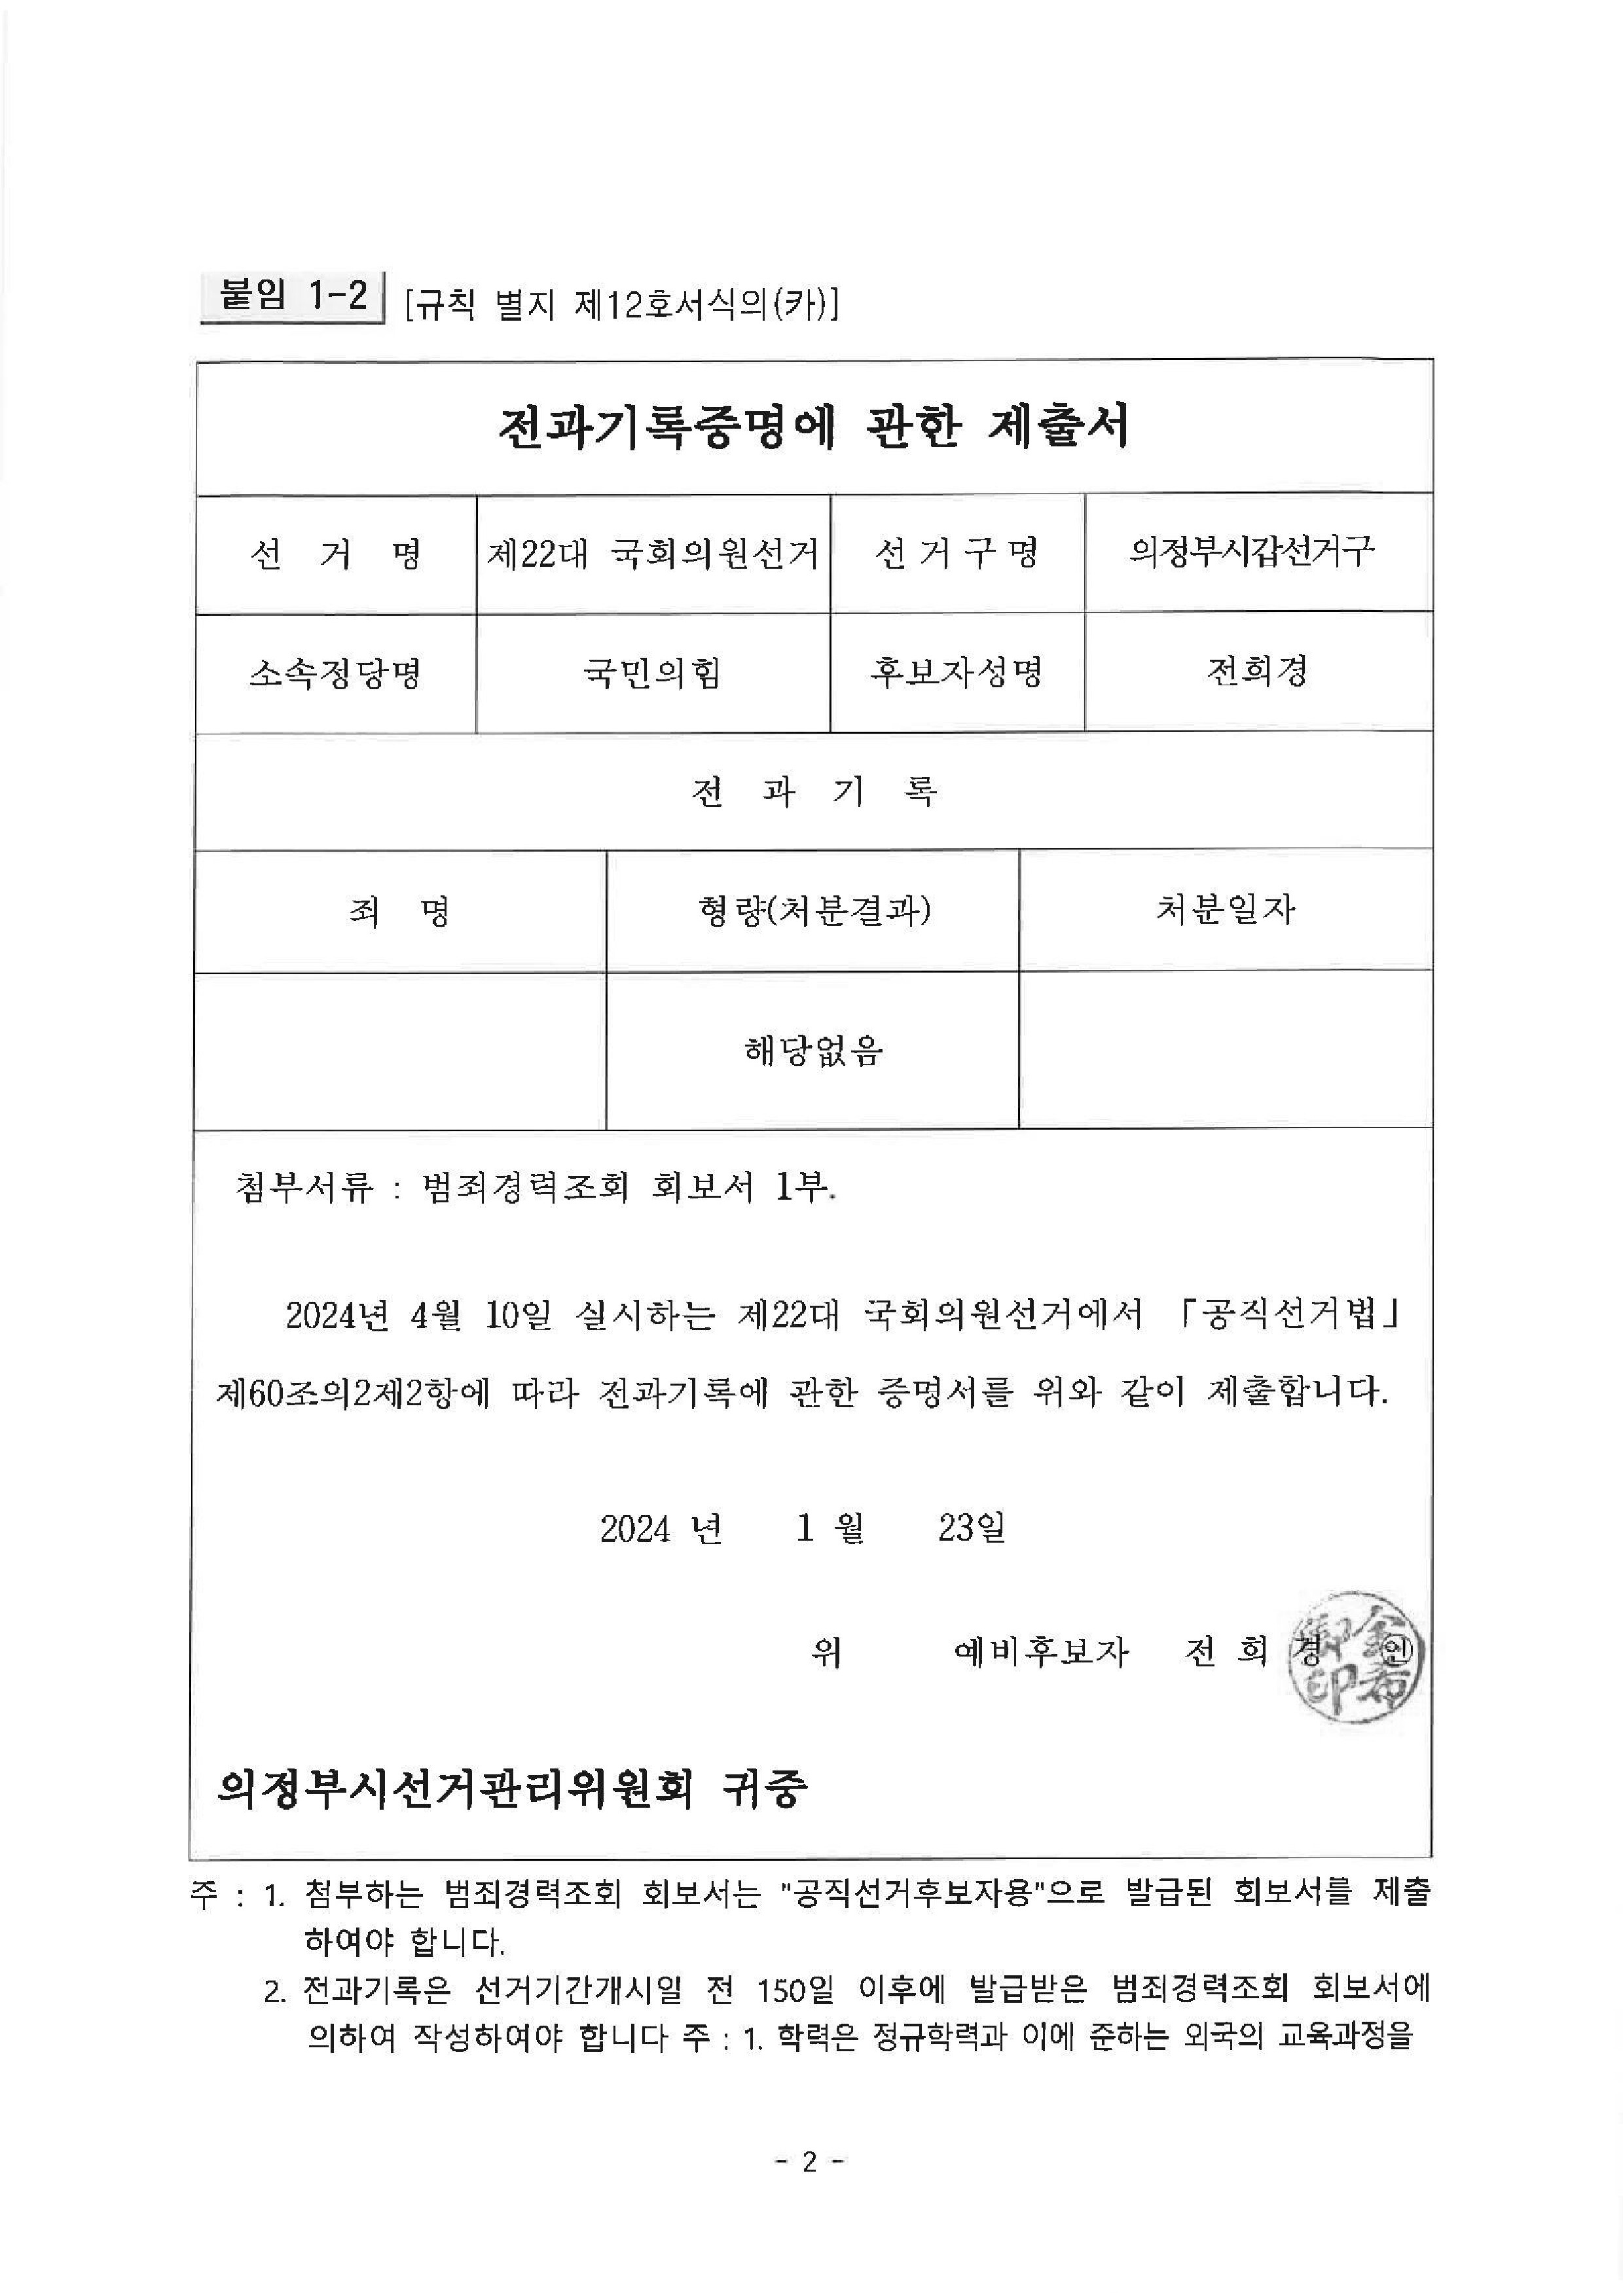 붙임 1-2 [규칙 별지 제12호서식의(카)]
전과기록증명에 관한 제출서
선 거 명 제22대 국회의원선거 선 거 구 명 의정부시갑선거구
소속정당명 국민의힘 후보자성명 전희경
전 과 기 록
죄 명 형량(처분결과) 처분일자
해당없음
첨부서류 : 범죄경력조회 회보서 1부.
2024년 4월 10일 실시하는 제22대 국회의원선거에서 「공직선거법」
제60조의2제2항에 따라 전과기록에 관한 증명서를 위와 같이 제출합니다.
2024 년 1 월 23일
위 예비후보자 전 희 경 ㊞
의정부시선거관리위원회 귀중
주 : 1. 첨부하는 범죄경력조회 회보서는 "공직선거후보자용"으로 발급된 회보서를 제출
하여야 합니다.
2. 전과기록은 선거기간개시일 전 150일 이후에 발급받은 범죄경력조회 회보서에
의하여 작성하여야 합니다 주 : 1. 학력은 정규학력과 이에 준하는 외국의 교육과정을
- 2 -